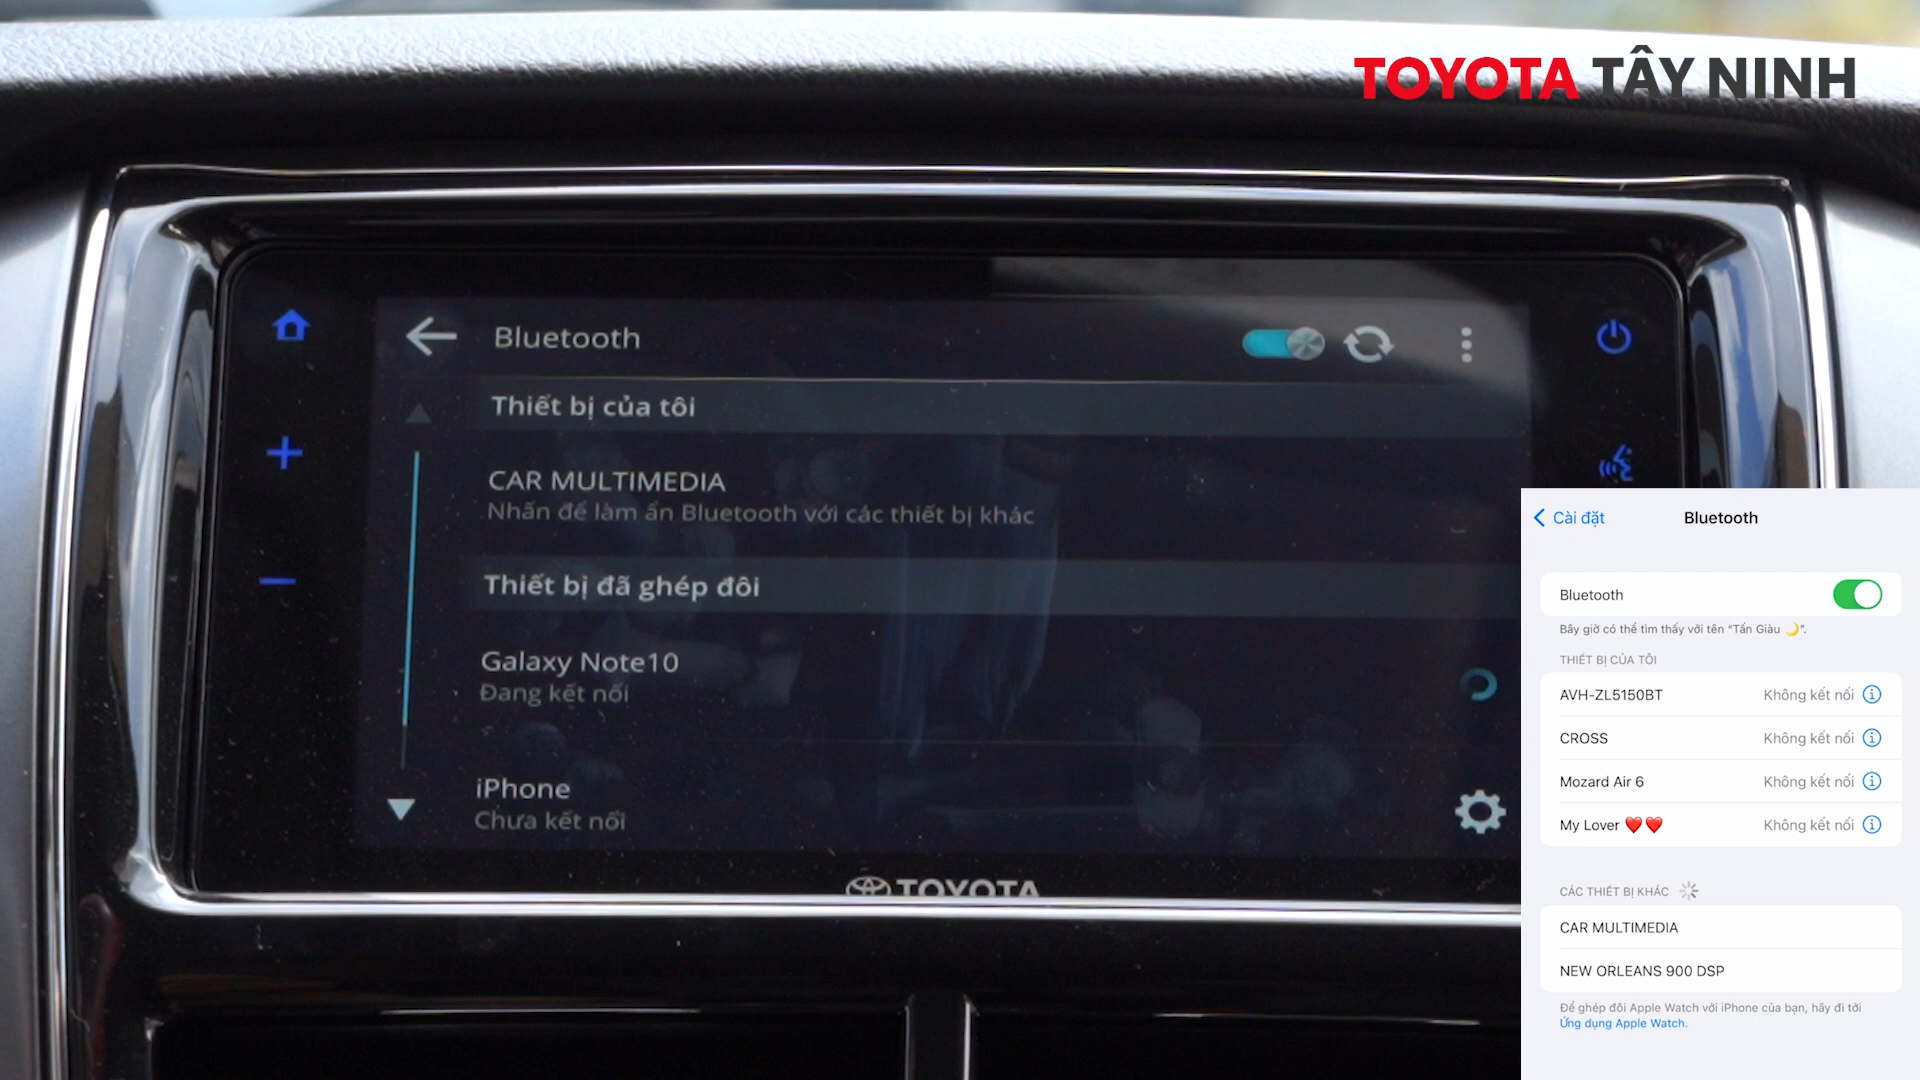 TOYOTA TÂY NINH
Bluetooth
Thiết bị của tôi
CAR MULTIMEDIA
Nhấn để làm ẩn Bluetooth với các thiết bị khác
Thiết bị đã ghép đôi
Galaxy Note10
Đang kết nối
iPhone
Chưa kết nối
TOYOTA
Cài đặt
Bluetooth
Bluetooth
Bây giờ có thể tìm thấy với tên “Tấn Giàu 🌙”.
THIẾT BỊ CỦA TÔI
AVH-ZL5150BT Không kết nối
CROSS Không kết nối
Mozard Air 6 Không kết nối
My Lover ❤️❤️ Không kết nối
CÁC THIẾT BỊ KHÁC
CAR MULTIMEDIA
NEW ORLEANS 900 DSP
Để ghép đôi Apple Watch với iPhone của bạn, hãy đi tới
Ứng dụng Apple Watch.